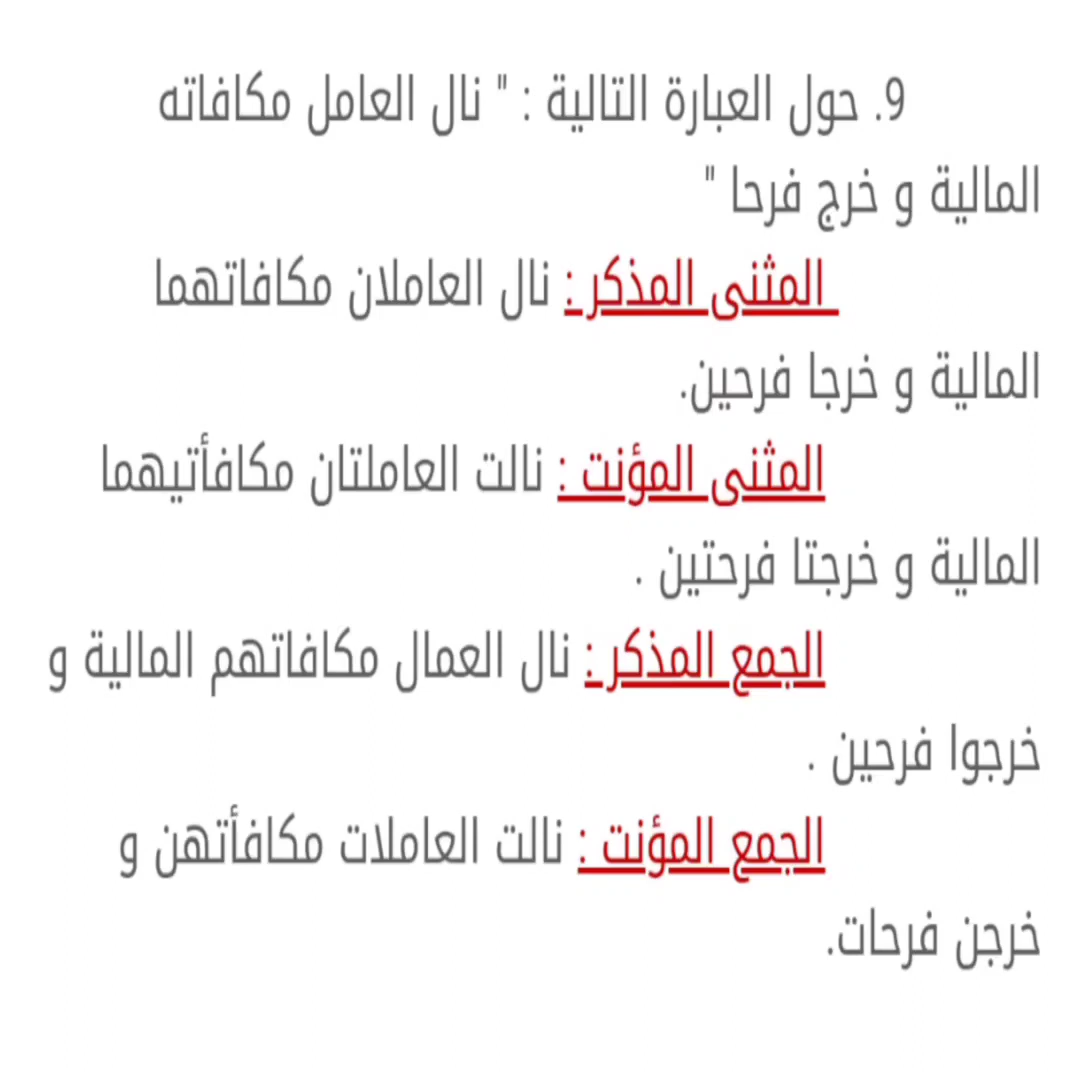 9. حول العبارة التالية : " نال العامل مكافاته
المالية و خرج فرحا "
المثنى المذكر : نال العاملان مكافاتهما
المالية و خرجا فرحين.
المثنى المؤنت : نالت العاملتان مكافأتيهما
المالية و خرجتا فرحتين .
الجمع المذكر : نال العمال مكافاتهم المالية و
خرجوا فرحين .
الجمع المؤنت : نالت العاملات مكافأتهن و
خرجن فرحات.